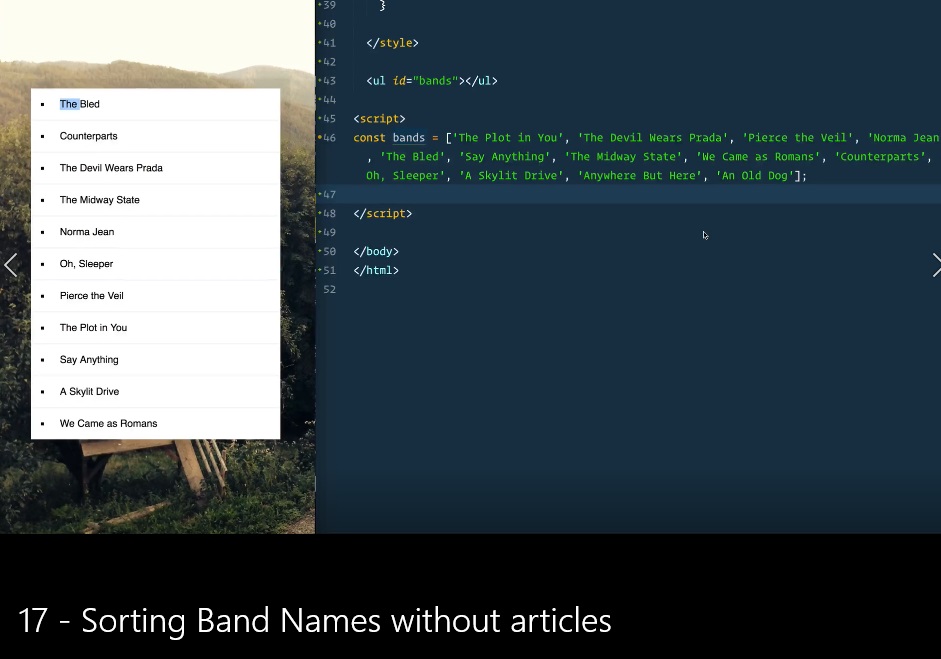 The Bled
Counterparts
The Devil Wears Prada
The Midway State
Norma Jean
Oh, Sleeper
Pierce the Veil
The Plot in You
Say Anything
A Skylit Drive
We Came as Romans
39 }
40
41 </style>
42
43 <ul id="bands"></ul>
44
45 <script>
46 const bands = ['The Plot in You', 'The Devil Wears Prada', 'Pierce the Veil', 'Norma Jean
, 'The Bled', 'Say Anything', 'The Midway State', 'We Came as Romans', 'Counterparts',
Oh, Sleeper', 'A Skylit Drive', 'Anywhere But Here', 'An Old Dog'];
47
48 </script>
49
50 </body>
51 </html>
52
17 - Sorting Band Names without articles